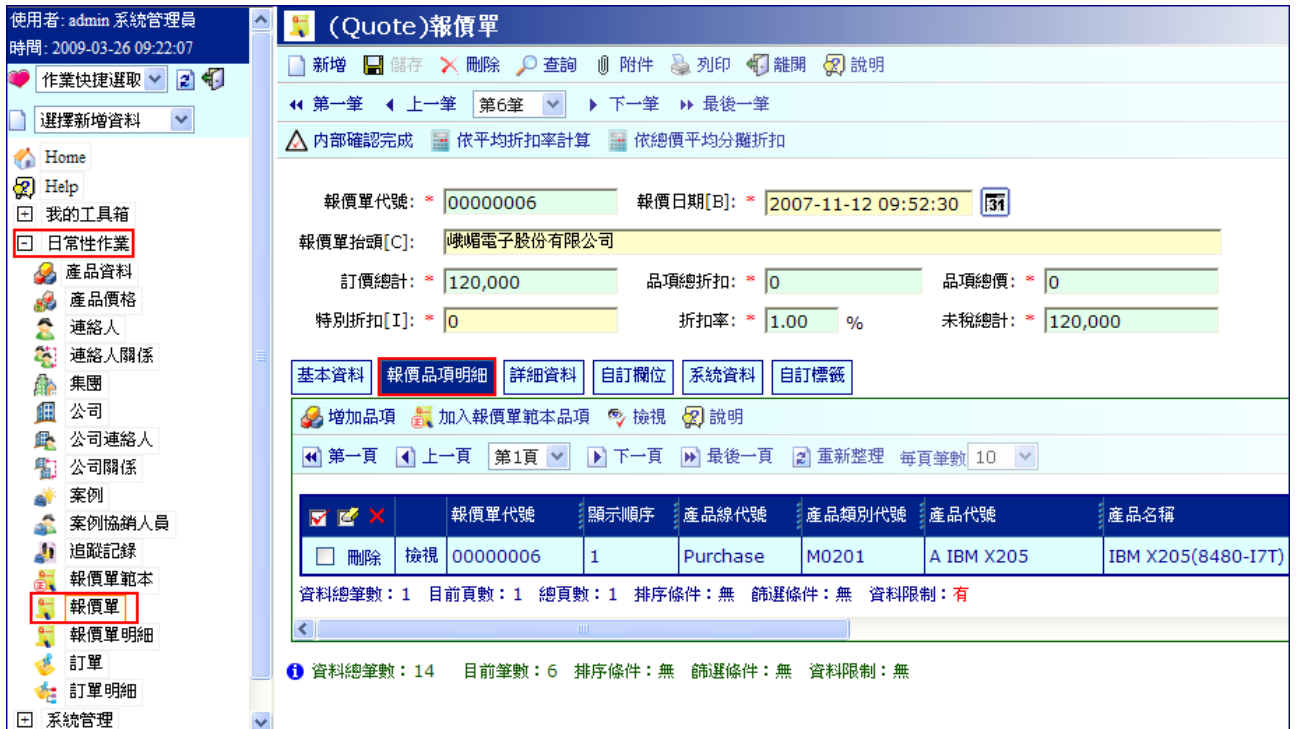 使用者: admin 系統管理員
時間: 2009-03-26 09:22:07
作業快捷選取
選擇新增資料
Home
Help
我的工具箱
日常性作業
產品資料
產品價格
連絡人
連絡人關係
集團
公司
公司連絡人
公司關係
案例
案例協銷人員
追蹤記錄
報價單範本
報價單
報價單明細
訂單
訂單明細
系統管理
(Quote)報價單
新增 儲存 刪除 查詢 附件 列印 離開 說明
第一筆 上一筆 第6筆 下一筆 最後一筆
內部確認完成 依平均折扣率計算 依總價平均分攤折扣
報價單代號: * 00000006 報價日期[B]: * 2007-11-12 09:52:30 31
報價單抬頭[C]: 峨嵋電子股份有限公司
訂價總計: * 120,000 品項總折扣: * 0 品項總價: * 0
特別折扣[I]: * 0 折扣率: * 1.00 % 未稅總計: * 120,000
基本資料 報價品項明細 詳細資料 自訂欄位 系統資料 自訂標籤
增加品項 加入報價單範本品項 檢視 說明
第一頁 上一頁 第1頁 下一頁 最後一頁 重新整理 每頁筆數 10
報價單代號 顯示順序 產品線代號 產品類別代號 產品代號 產品名稱
刪除 檢視 00000006 1 Purchase M0201 A IBM X205 IBM X205(8480-I7T)
資料總筆數：1 目前頁數：1 總頁數：1 排序條件：無 篩選條件：無 資料限制：有
資料總筆數：14 目前筆數：6 排序條件：無 篩選條件：無 資料限制：無